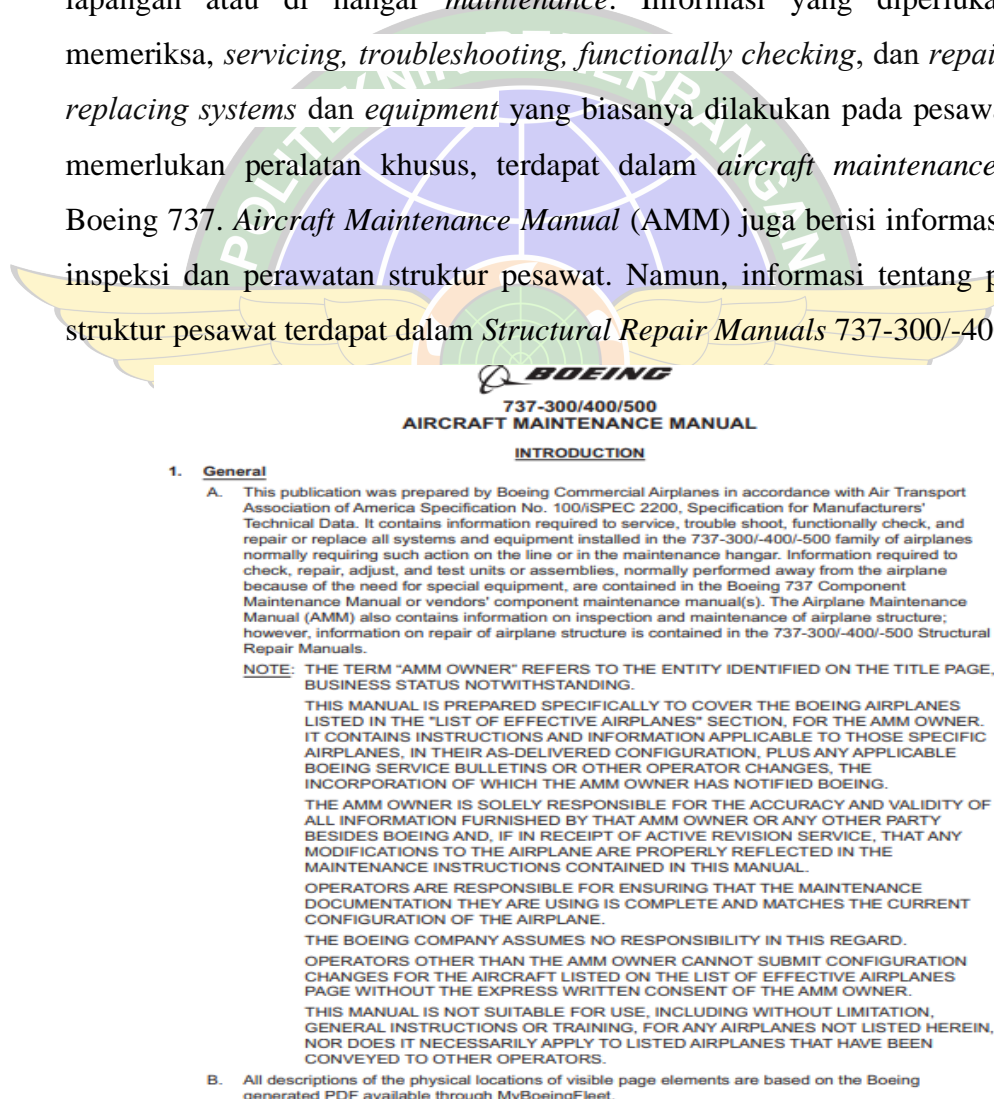 lapangan atau di hangar maintenance. Informasi yang diperluka
memeriksa, servicing, troubleshooting, functionally checking, dan repai
replacing systems dan equipment yang biasanya dilakukan pada pesaw
memerlukan peralatan khusus, terdapat dalam aircraft maintenance
Boeing 737. Aircraft Maintenance Manual (AMM) juga berisi informas
inspeksi dan perawatan struktur pesawat. Namun, informasi tentang p
struktur pesawat terdapat dalam Structural Repair Manuals 737-300/-40
POLITEKNIK PENERBANGAN
BOEING
737-300/400/500
AIRCRAFT MAINTENANCE MANUAL
INTRODUCTION
1. General
A. This publication was prepared by Boeing Commercial Airplanes in accordance with Air Transport
Association of America Specification No. 100/iSPEC 2200, Specification for Manufacturers'
Technical Data. It contains information required to service, trouble shoot, functionally check, and
repair or replace all systems and equipment installed in the 737-300/-400/-500 family of airplanes
normally requiring such action on the line or in the maintenance hangar. Information required to
check, repair, adjust, and test units or assemblies, normally performed away from the airplane
because of the need for special equipment, are contained in the Boeing 737 Component
Maintenance Manual or vendors' component maintenance manual(s). The Airplane Maintenance
Manual (AMM) also contains information on inspection and maintenance of airplane structure;
however, information on repair of airplane structure is contained in the 737-300/-400/-500 Structural
Repair Manuals.
NOTE: THE TERM "AMM OWNER" REFERS TO THE ENTITY IDENTIFIED ON THE TITLE PAGE,
BUSINESS STATUS NOTWITHSTANDING.
THIS MANUAL IS PREPARED SPECIFICALLY TO COVER THE BOEING AIRPLANES
LISTED IN THE "LIST OF EFFECTIVE AIRPLANES" SECTION, FOR THE AMM OWNER.
IT CONTAINS INSTRUCTIONS AND INFORMATION APPLICABLE TO THOSE SPECIFIC
AIRPLANES, IN THEIR AS-DELIVERED CONFIGURATION, PLUS ANY APPLICABLE
BOEING SERVICE BULLETINS OR OTHER OPERATOR CHANGES, THE
INCORPORATION OF WHICH THE AMM OWNER HAS NOTIFIED BOEING.
THE AMM OWNER IS SOLELY RESPONSIBLE FOR THE ACCURACY AND VALIDITY OF
ALL INFORMATION FURNISHED BY THAT AMM OWNER OR ANY OTHER PARTY
BESIDES BOEING AND, IF IN RECEIPT OF ACTIVE REVISION SERVICE, THAT ANY
MODIFICATIONS TO THE AIRPLANE ARE PROPERLY REFLECTED IN THE
MAINTENANCE INSTRUCTIONS CONTAINED IN THIS MANUAL.
OPERATORS ARE RESPONSIBLE FOR ENSURING THAT THE MAINTENANCE
DOCUMENTATION THEY ARE USING IS COMPLETE AND MATCHES THE CURRENT
CONFIGURATION OF THE AIRPLANE.
THE BOEING COMPANY ASSUMES NO RESPONSIBILITY IN THIS REGARD.
OPERATORS OTHER THAN THE AMM OWNER CANNOT SUBMIT CONFIGURATION
CHANGES FOR THE AIRCRAFT LISTED ON THE LIST OF EFFECTIVE AIRPLANES
PAGE WITHOUT THE EXPRESS WRITTEN CONSENT OF THE AMM OWNER.
THIS MANUAL IS NOT SUITABLE FOR USE, INCLUDING WITHOUT LIMITATION,
GENERAL INSTRUCTIONS OR TRAINING, FOR ANY AIRPLANES NOT LISTED HEREIN,
NOR DOES IT NECESSARILY APPLY TO LISTED AIRPLANES THAT HAVE BEEN
CONVEYED TO OTHER OPERATORS.
B. All descriptions of the physical locations of visible page elements are based on the Boeing
generated PDF available through MyBoeingFleet.